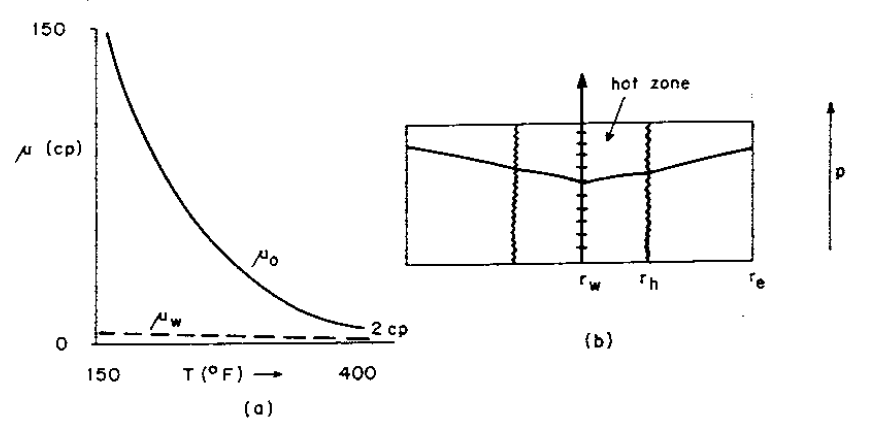 150
μ (cp)
μo
μw
2 cp
0
150 T (°F) → 400
(a)
hot zone
p
rw rh re
(b)